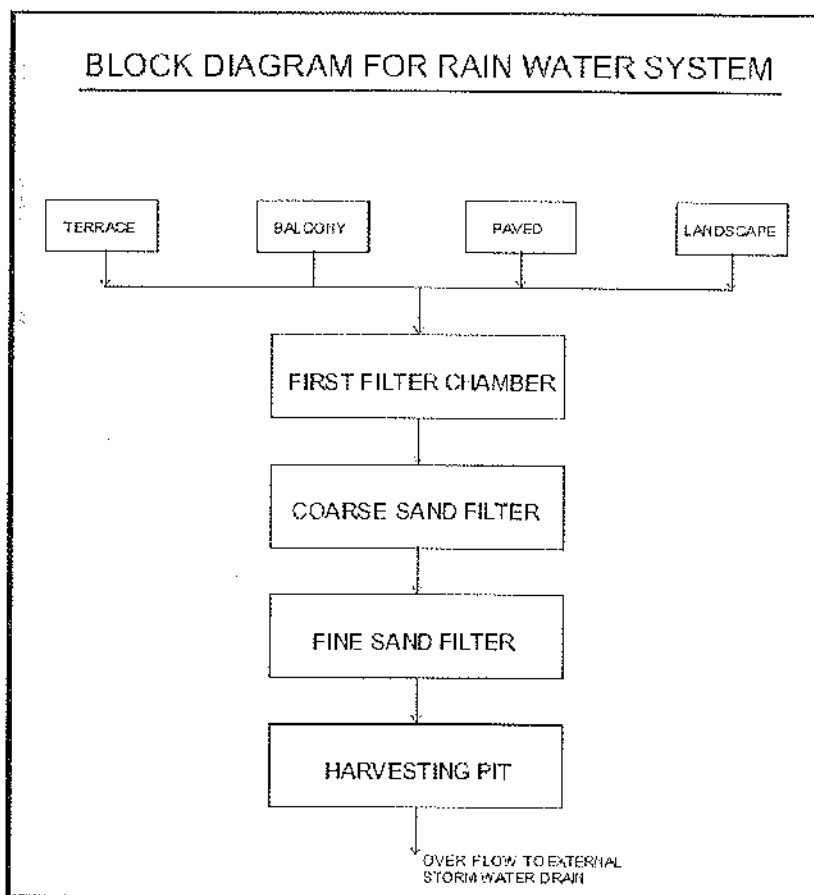 BLOCK DIAGRAM FOR RAIN WATER SYSTEM
TERRACE
BALCONY
PAVED
LANDSCAPE
FIRST FILTER CHAMBER
COARSE SAND FILTER
FINE SAND FILTER
HARVESTING PIT
OVER FLOW TO EXTERNAL
STORM WATER DRAIN